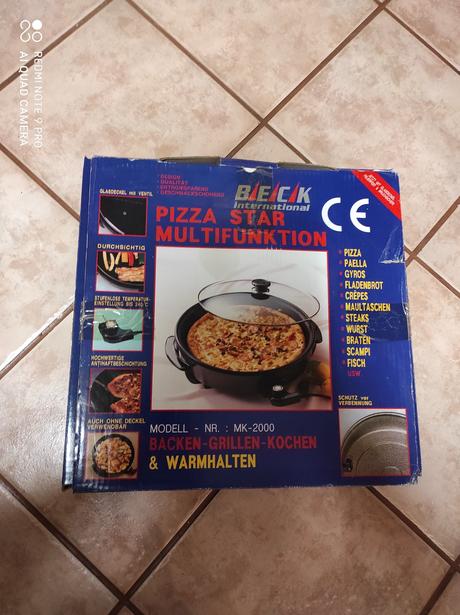 REDMI NOTE 9 PRO
AI QUAD CAMERA
· DESIGN
· QUALITÄT
· GESCHMACKSCHONEND
BECK
international
PIZZA STAR
MULTIFUNKTION
CE
GLASDECKEL mit VENTIL
DURCHSICHTIG
STUFENLOSE TEMPERATUR-
EINSTELLUNG BIS 240°C
HOCHWERTIGE
ANTIHAFTBESCHICHTUNG
AUCH OHNE DECKEL
VERWENDBAR
· PIZZA
· PAELLA
· GYROS
· FLADENBROT
· CRÊPES
· MAULTASCHEN
· STEAKS
· WURST
· BRATEN
· SCAMPI
· FISCH
USW.
SCHUTZ vor
VERBRENNUNG
MODELL - NR. : MK-2000
BACKEN-GRILLEN-KOCHEN
& WARMHALTEN